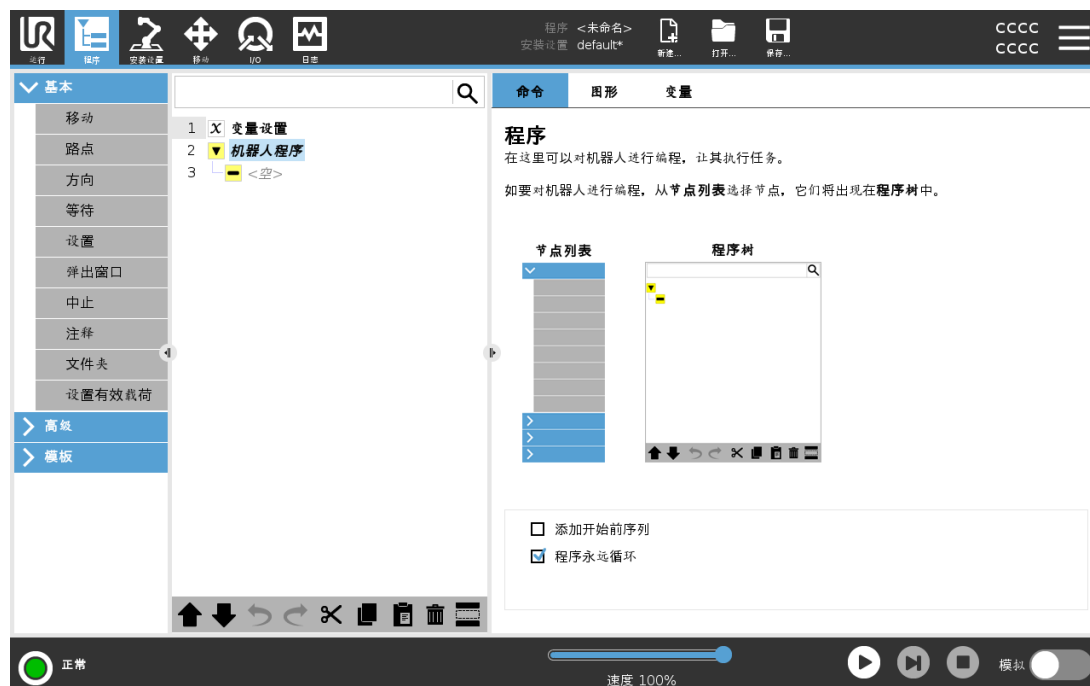 程序 <未命名>
安装设置 default*
运行
程序
安装设置
移动
I/O
日志
新建...
打开...
保存...
CCCC
CCCC
基本
移动
路点
方向
等待
设置
弹出窗口
中止
注释
文件夹
设置有效载荷
高级
模板
1 X 变量设置
2 机器人程序
3 <空>
命令 图形 变量
程序
在这里可以对机器人进行编程，让其执行任务。
如要对机器人进行编程，从节点列表选择节点，它们将出现在程序树中。
节点列表
程序树
添加开始前序列
程序永远循环
正常
速度 100%
模拟